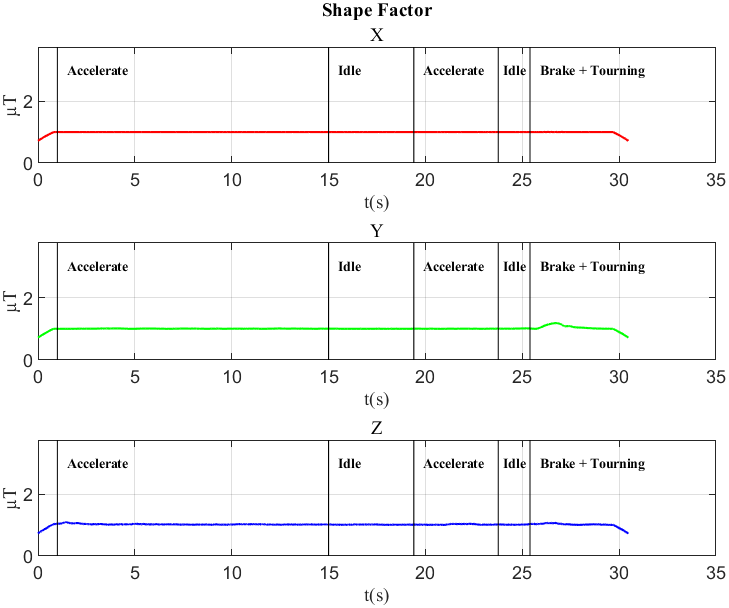 Shape Factor
X
Accelerate Idle Accelerate Idle Brake + Tourning
μT
2
0
0 5 10 15 20 25 30 35
t(s)
Y
Accelerate Idle Accelerate Idle Brake + Tourning
μT
2
0
0 5 10 15 20 25 30 35
t(s)
Z
Accelerate Idle Accelerate Idle Brake + Tourning
μT
2
0
0 5 10 15 20 25 30 35
t(s)